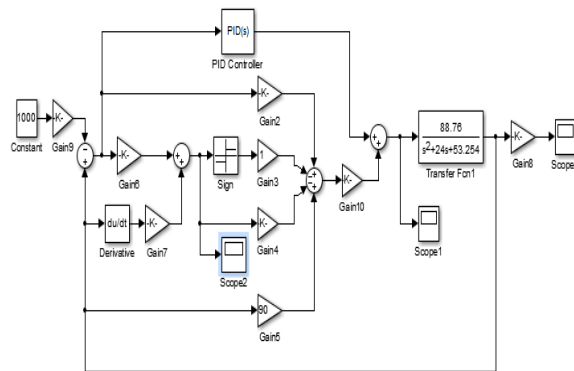 PID(s)
PID Controller
-K-
Gain2
1000
Constant
-K-
Gain9
-K-
Gain6
Sign
1
Gain3
-K-
Gain10
88.76
s²+24s+53.254
Transfer Fcn1
-K-
Gain8
Scope
du/dt
Derivative
-K-
Gain7
-K-
Gain4
Scope2
Scope1
90
Gain5